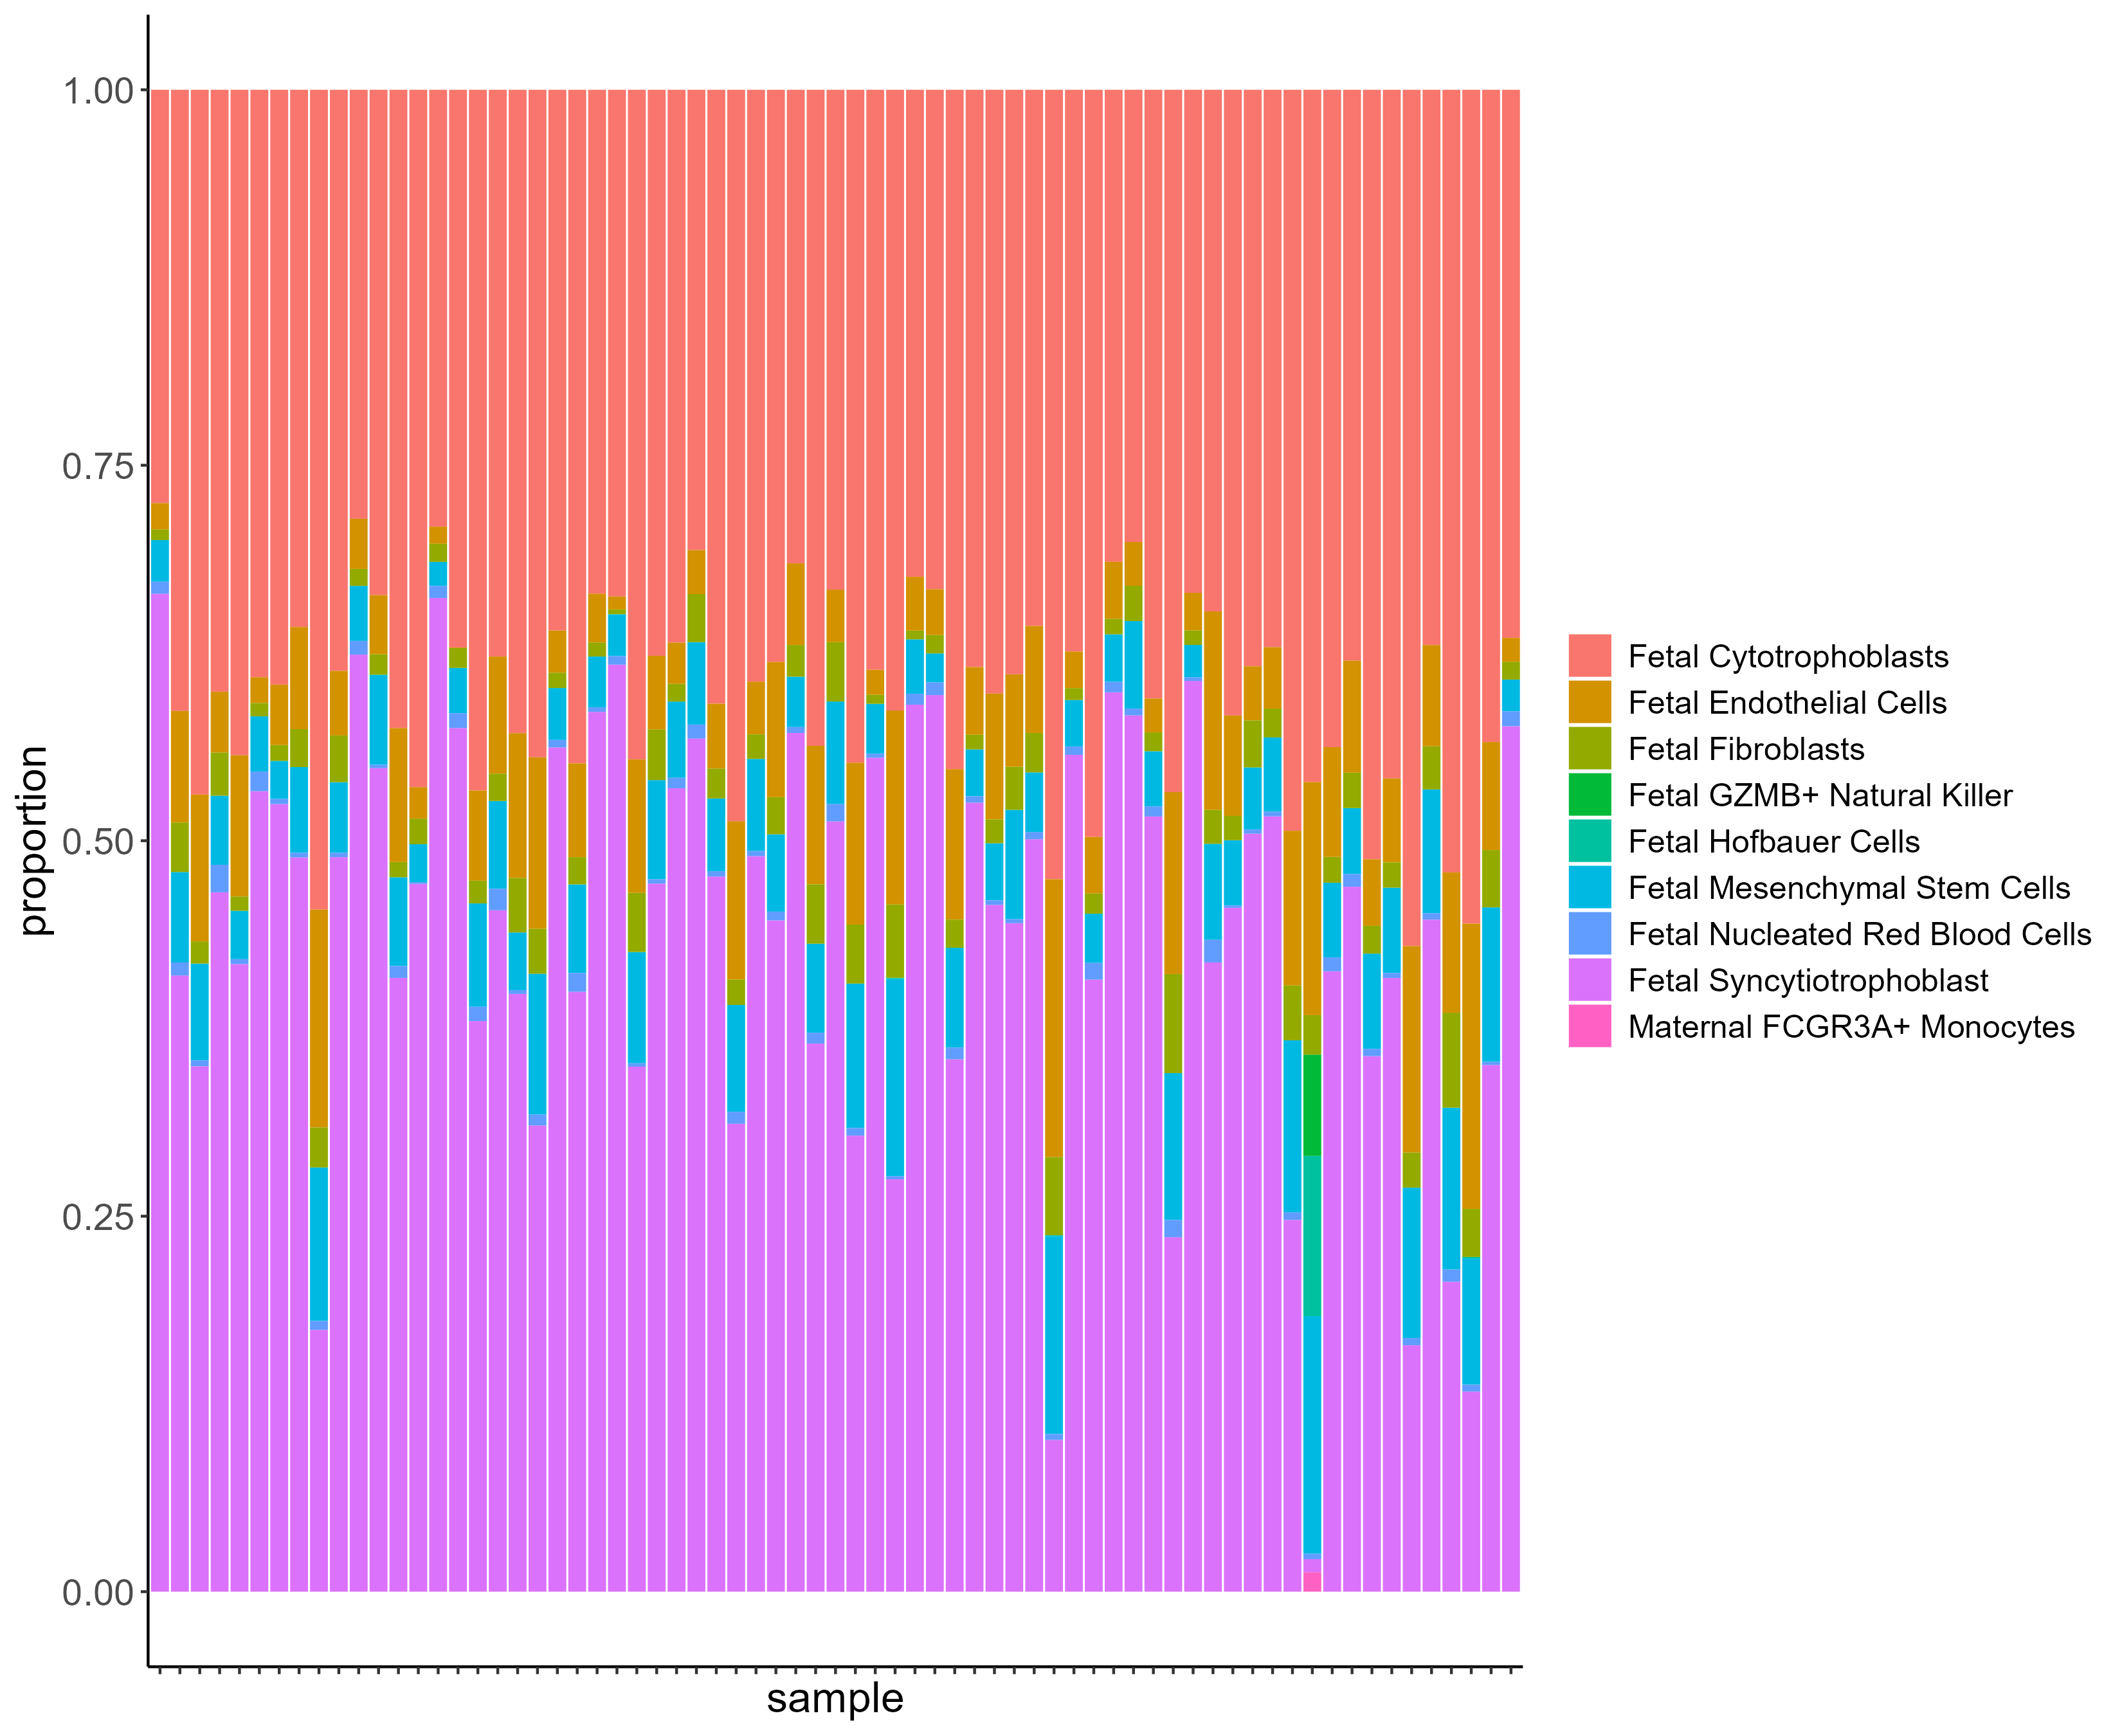 1.00
0.75
0.50
0.25
0.00
proportion
sample
Fetal Cytotrophoblasts
Fetal Endothelial Cells
Fetal Fibroblasts
Fetal GZMB+ Natural Killer
Fetal Hofbauer Cells
Fetal Mesenchymal Stem Cells
Fetal Nucleated Red Blood Cells
Fetal Syncytiotrophoblast
Maternal FCGR3A+ Monocytes